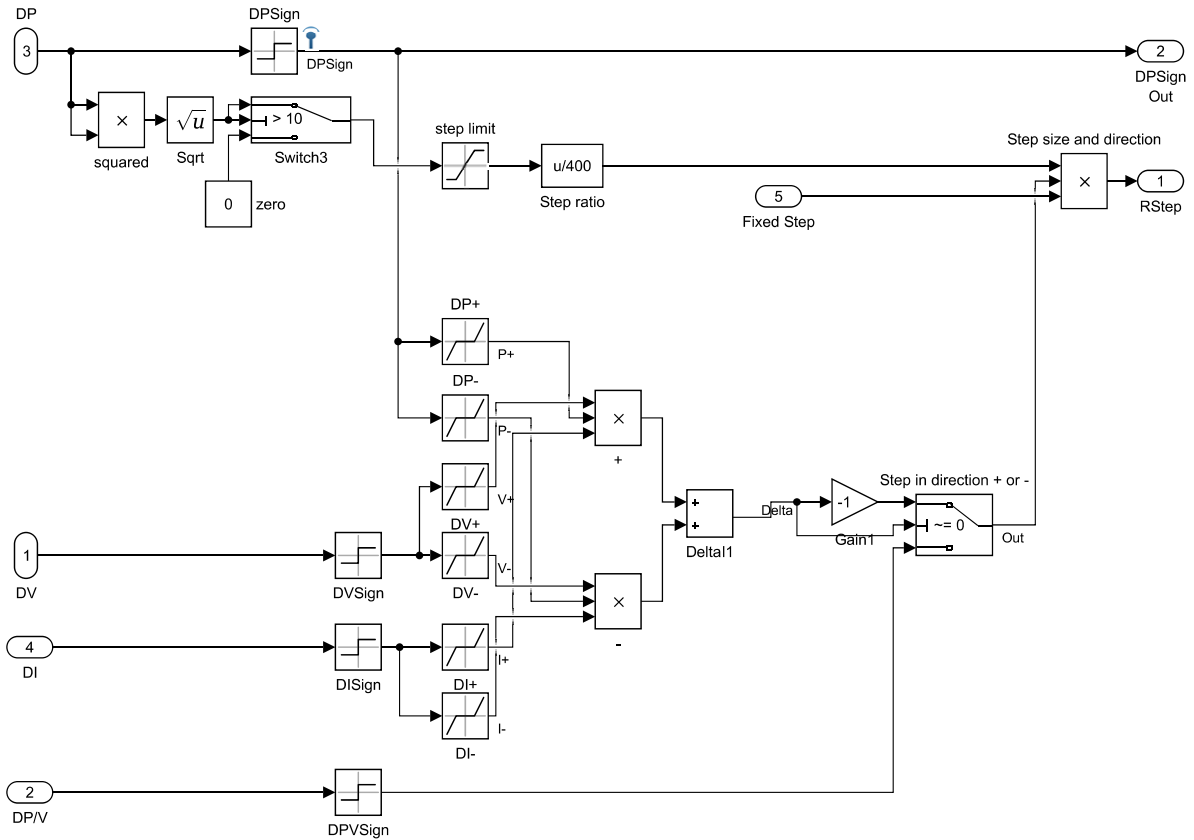 DP
3
DPSign
DPSign
2
DPSign
Out
×
squared
√u
Sqrt
> 10
Switch3
0
zero
step limit
u/400
Step ratio
Step size and direction
×
5
Fixed Step
1
RStep
DP+
P+
DP-
P-
×
+
V+
DV+
1
DV
DVSign
V-
DV-
+
+
Delta
DeltaI1
-1
Gain1
Step in direction + or -
~= 0
Out
×
-
4
DI
DISign
I+
DI+
I-
DI-
2
DP/V
DPVSign